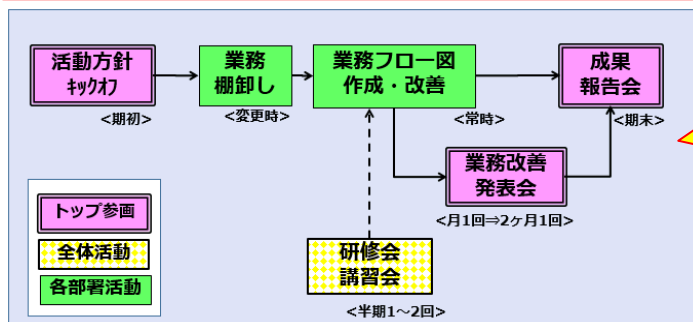 活動方針
ｷｯｸｵﾌ
<期初>
業務
棚卸し
<変更時>
業務フロー図
作成・改善
<常時>
成果
報告会
<期末>
業務改善
発表会
<月1回⇒2ヶ月1回>
研修会
講習会
<半期1～2回>
トップ参画
全体活動
各部署活動